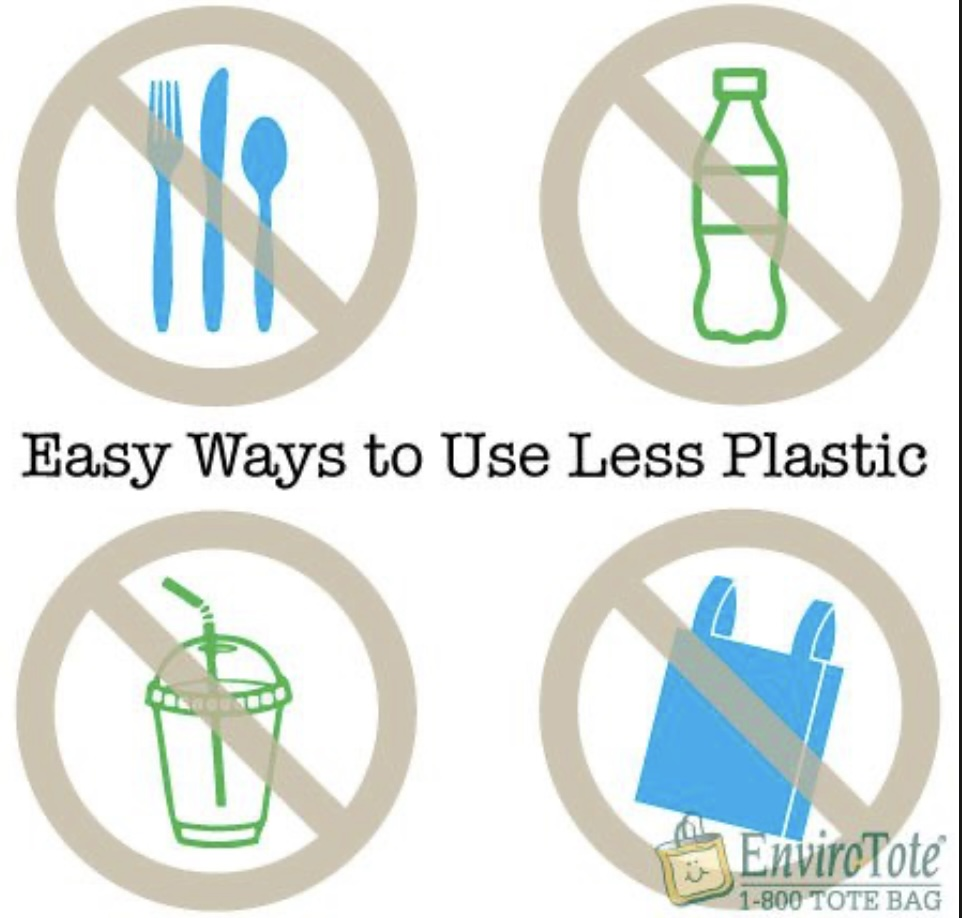 Easy Ways to Use Less Plastic
EnviroTote
1-800 TOTE BAG